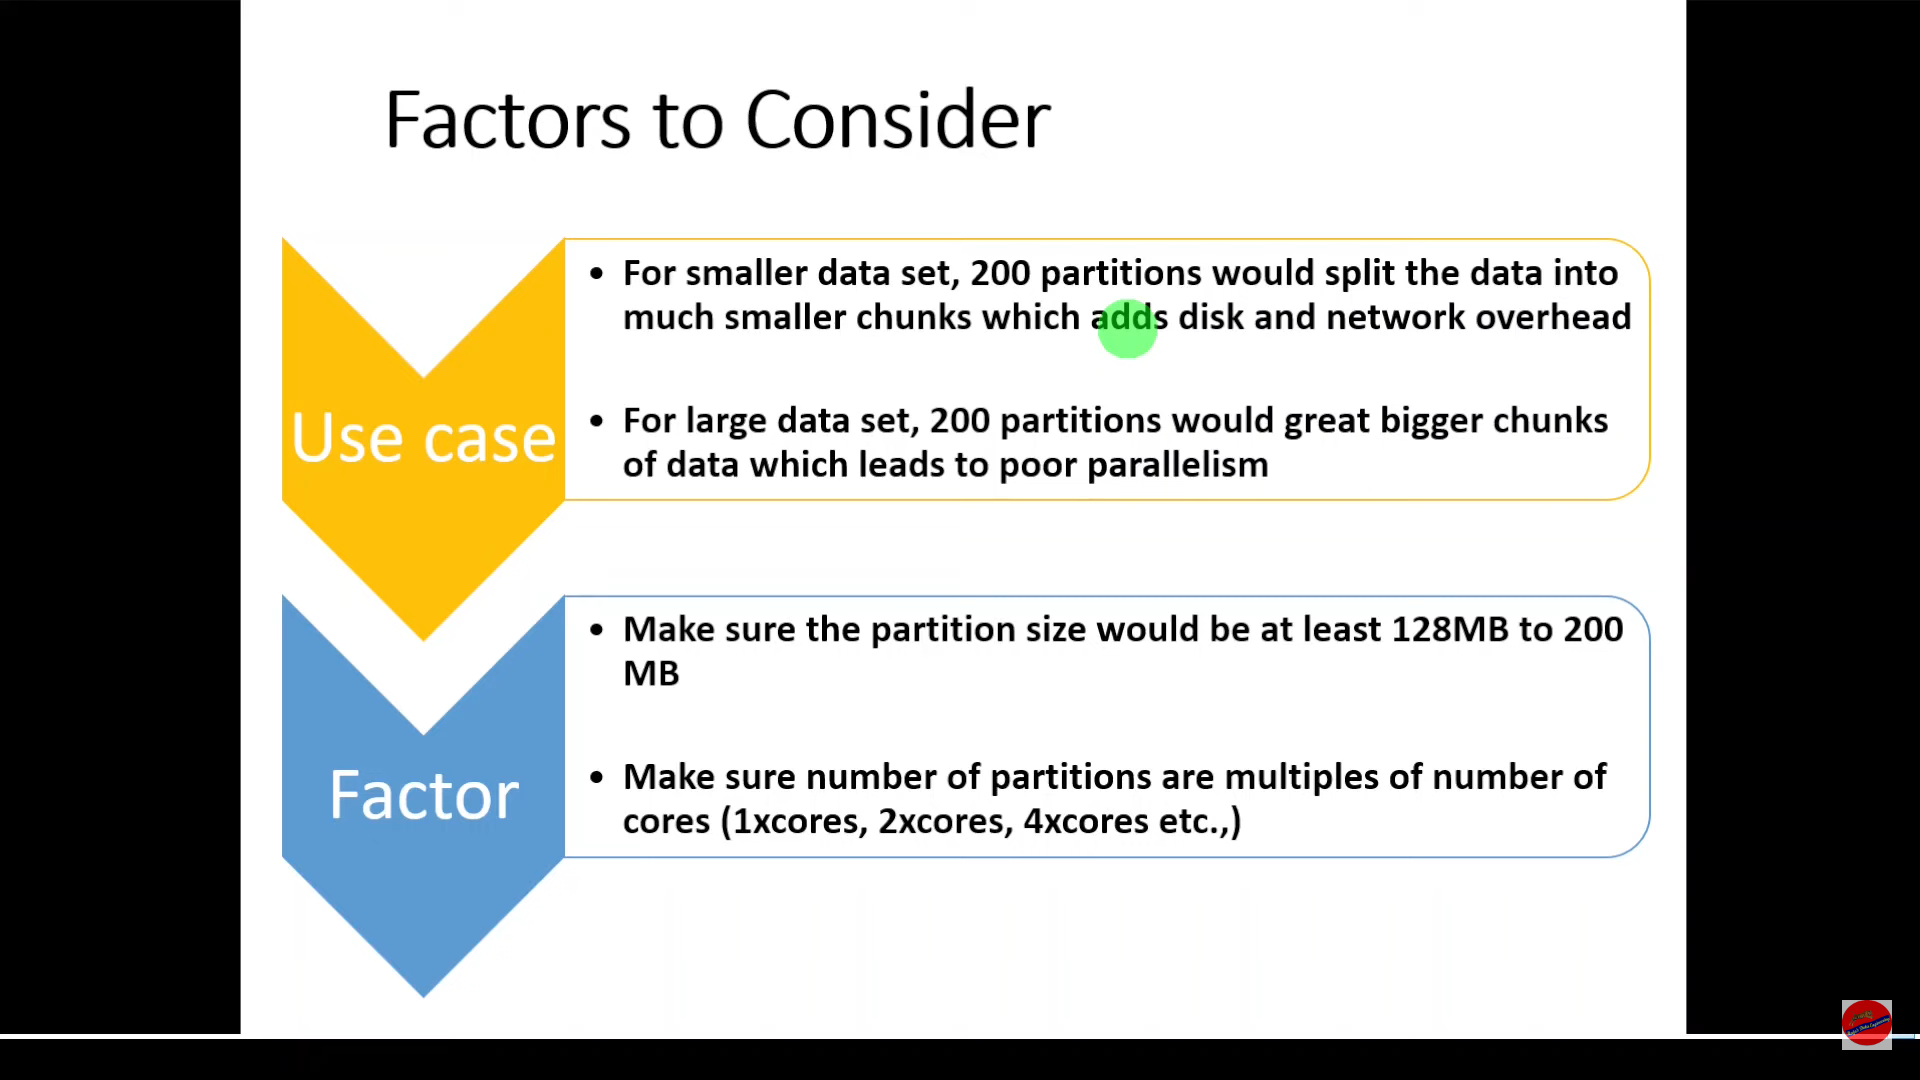 Factors to Consider
Use case
• For smaller data set, 200 partitions would split the data into
much smaller chunks which adds disk and network overhead
• For large data set, 200 partitions would great bigger chunks
of data which leads to poor parallelism
Factor
• Make sure the partition size would be at least 128MB to 200
MB
• Make sure number of partitions are multiples of number of
cores (1xcores, 2xcores, 4xcores etc.,)